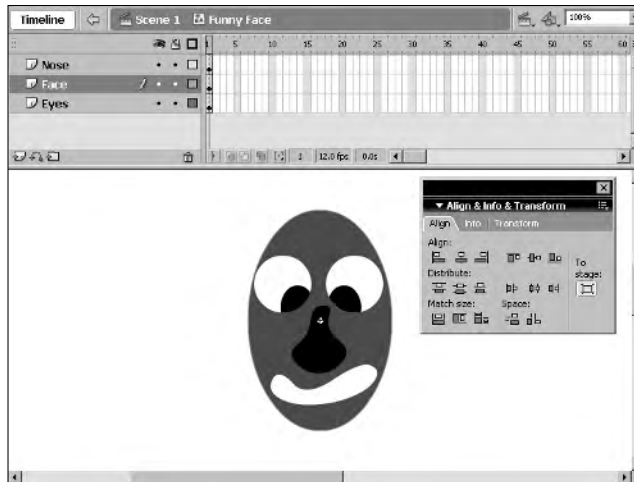 Timeline Scene 1 Funny Face 100%
1 5 10 15 20 25 30 35 40 45 50 55 60
Nose
Face
Eyes
1 12.0 fps 0.0s
Align & Info & Transform
Align Info Transform
Align:
To stage:
Distribute:
Match size: Space: